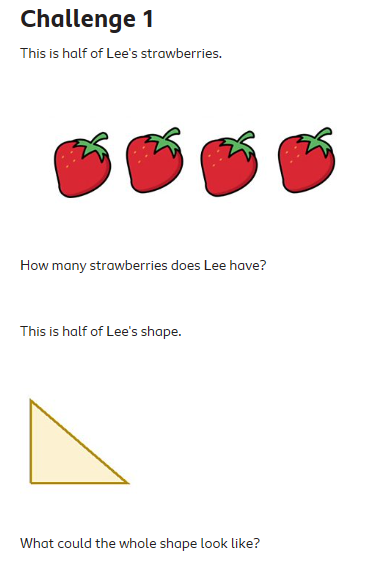 Challenge 1
This is half of Lee's strawberries.
How many strawberries does Lee have?
This is half of Lee's shape.
What could the whole shape look like?